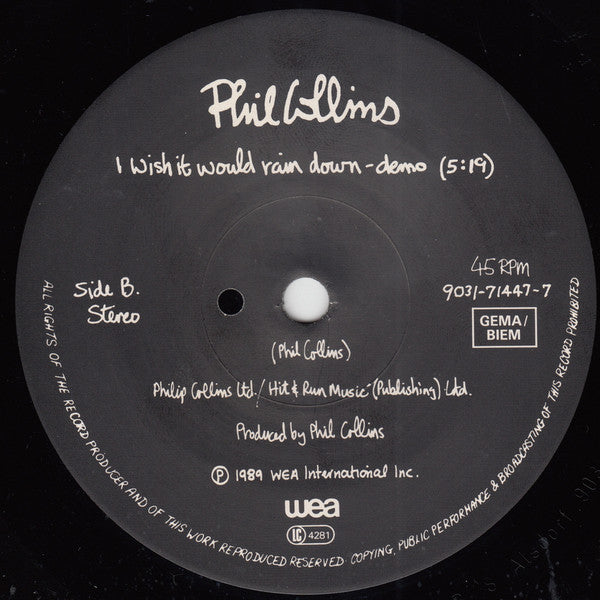 Phil Collins
I Wish it would rain down - demo (5:19)
Side B.
Stereo
45 RPM
9031-71447-7
GEMA/
BIEM
(Phil Collins)
Philip Collins Ltd./Hit & Run Music (Publishing) Ltd.
Produced by Phil Collins
Ⓟ 1989 WEA International Inc.
wea
LC 4281
ALL RIGHTS OF THE RECORD PRODUCER AND OF THIS WORK REPRODUCED RESERVED. COPYING, PUBLIC PERFORMANCE & BROADCASTING OF THIS RECORD PROHIBITED